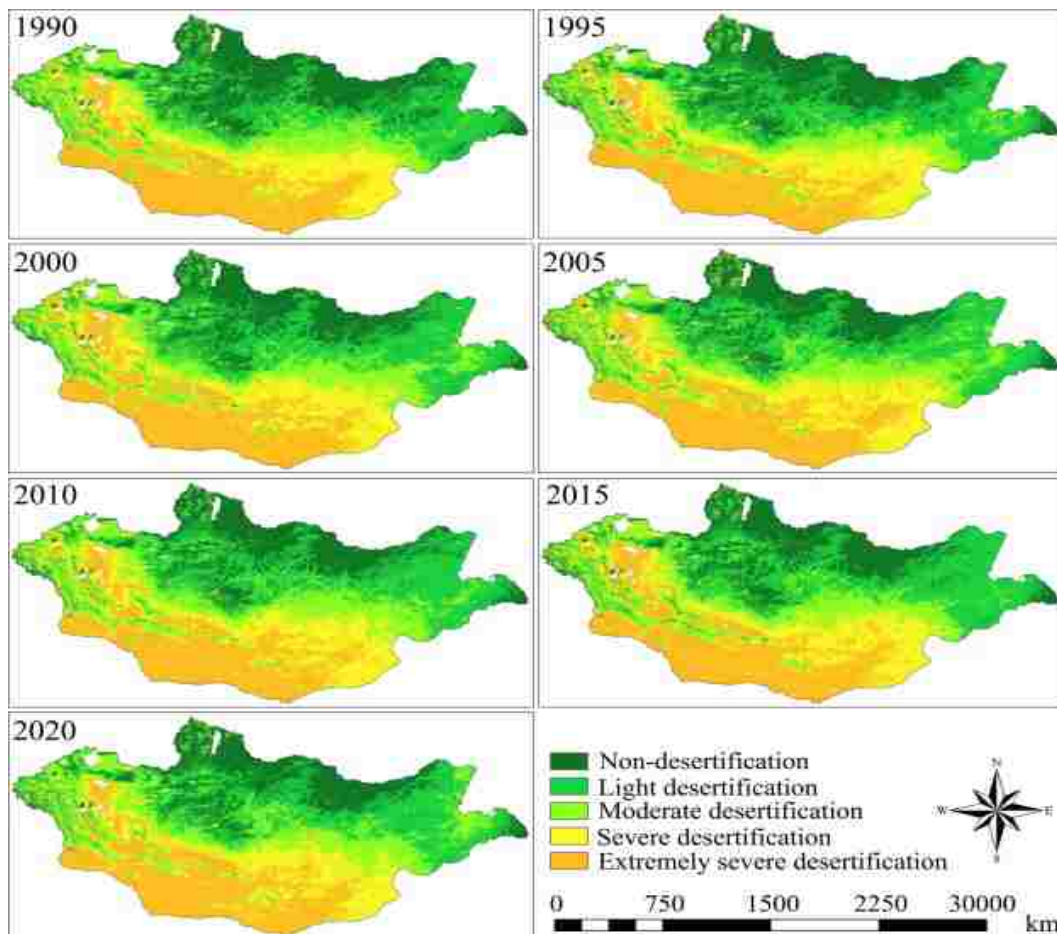 1990
1995
2000
2005
2010
2015
2020
Non-desertification
Light desertification
Moderate desertification
Severe desertification
Extremely severe desertification
N
W E
S
0 750 1500 2250 30000
km